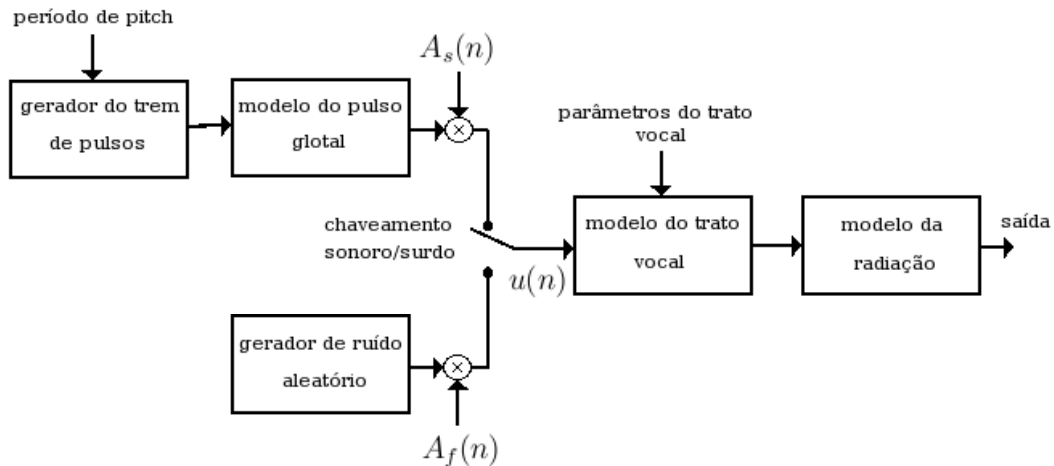 período de pitch
A_s(n)
gerador do trem
de pulsos
modelo do pulso
glotal
×
parâmetros do trato
vocal
chaveamento
sonoro/surdo
u(n)
modelo do trato
vocal
modelo da
radiação
saída
gerador de ruído
aleatório
×
A_f(n)